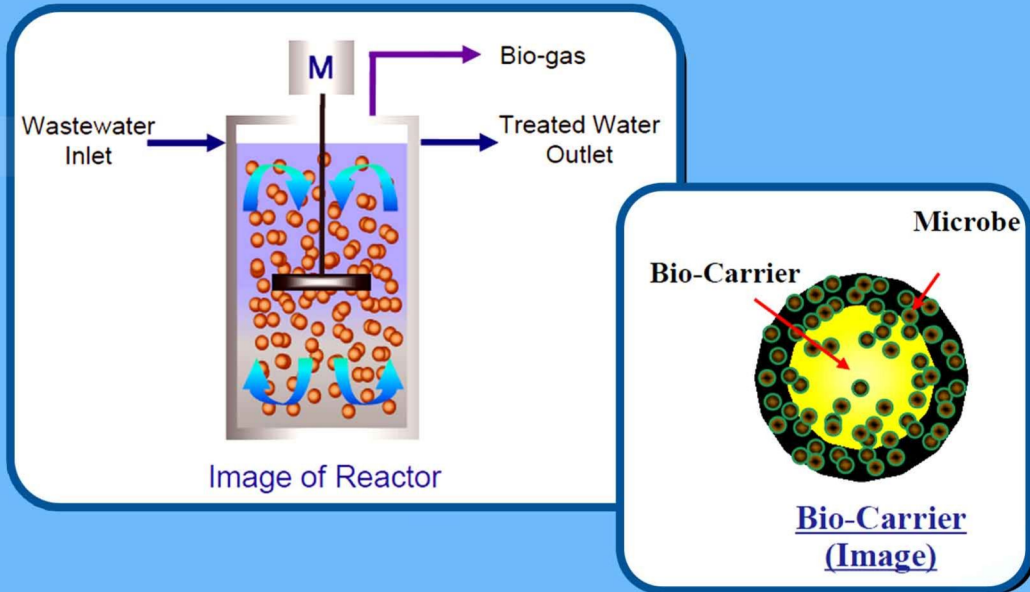 M
Bio-gas
Wastewater
Inlet
Treated Water
Outlet
Image of Reactor
Microbe
Bio-Carrier
Bio-Carrier
(Image)